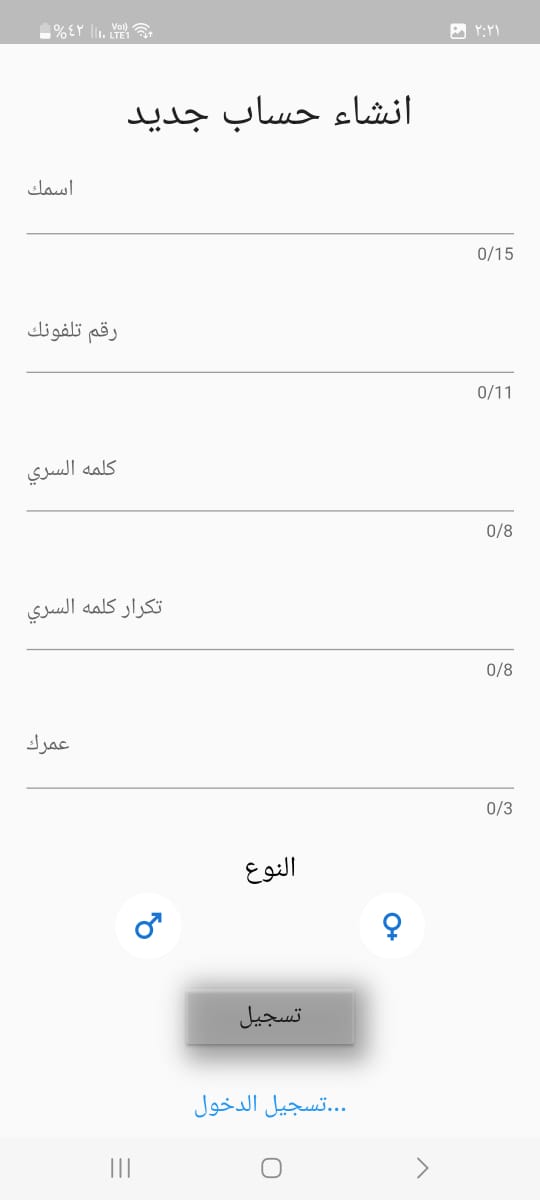 ٢:٢١
%٤٢ Vo) LTE1
انشاء حساب جديد
اسمك
0/15
رقم تلفونك
0/11
كلمه السري
0/8
تكرار كلمه السري
0/8
عمرك
0/3
النوع
تسجيل
تسجيل الدخول...